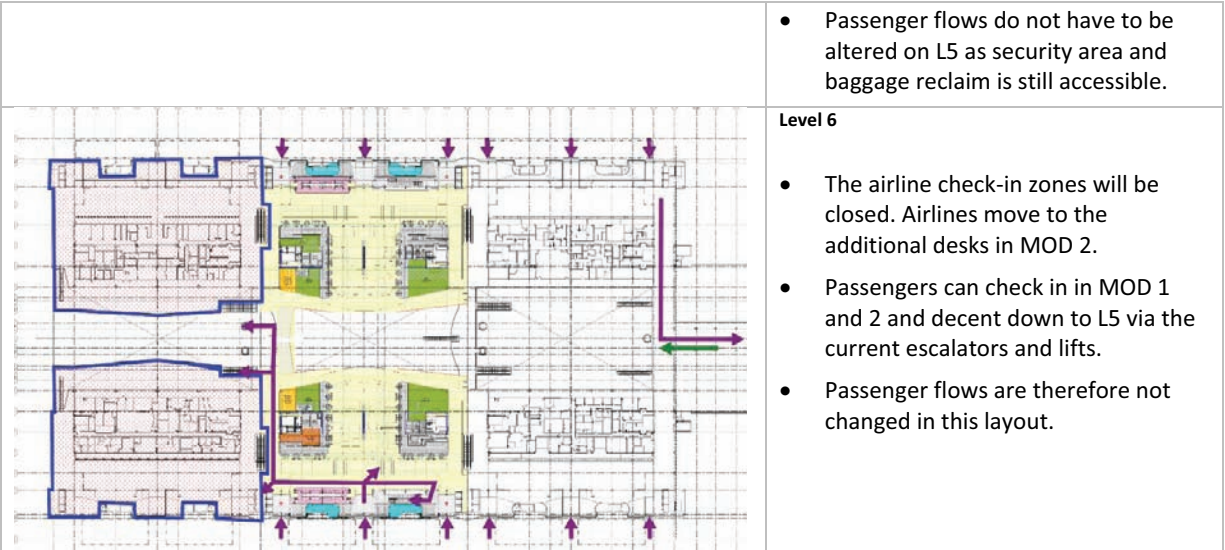 • Passenger flows do not have to be
altered on L5 as security area and
baggage reclaim is still accessible.
Level 6
• The airline check-in zones will be
closed. Airlines move to the
additional desks in MOD 2.
• Passengers can check in in MOD 1
and 2 and decent down to L5 via the
current escalators and lifts.
• Passenger flows are therefore not
changed in this layout.